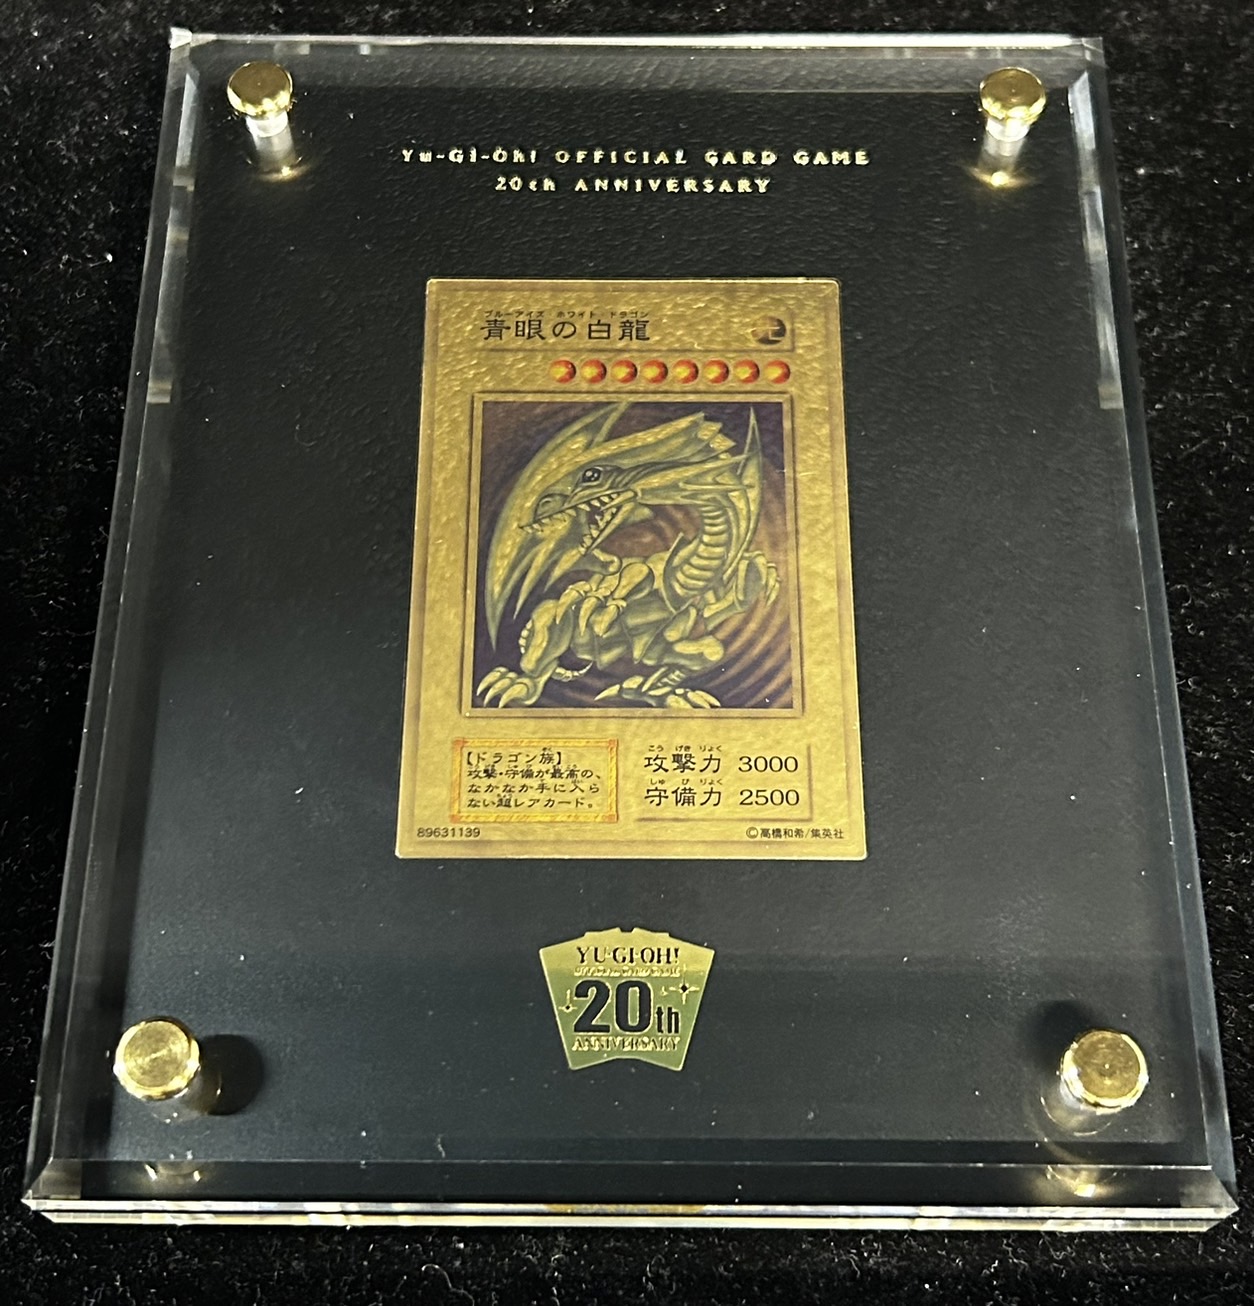 Yu-Gi-Oh! OFFICIAL CARD GAME
20th ANNIVERSARY
ブルーアイズ ホワイト ドラゴン
青眼の白龍
光
【ドラゴン族】
攻撃・守備が最高の、
なかなか手に入ら
ない超レアカード。
こう げき りょく
攻撃力 3000
しゅ び りょく
守備力 2500
89631139
©高橋和希/集英社
YU-GI-OH!
OFFICIAL CARD GAME
20th
ANNIVERSARY